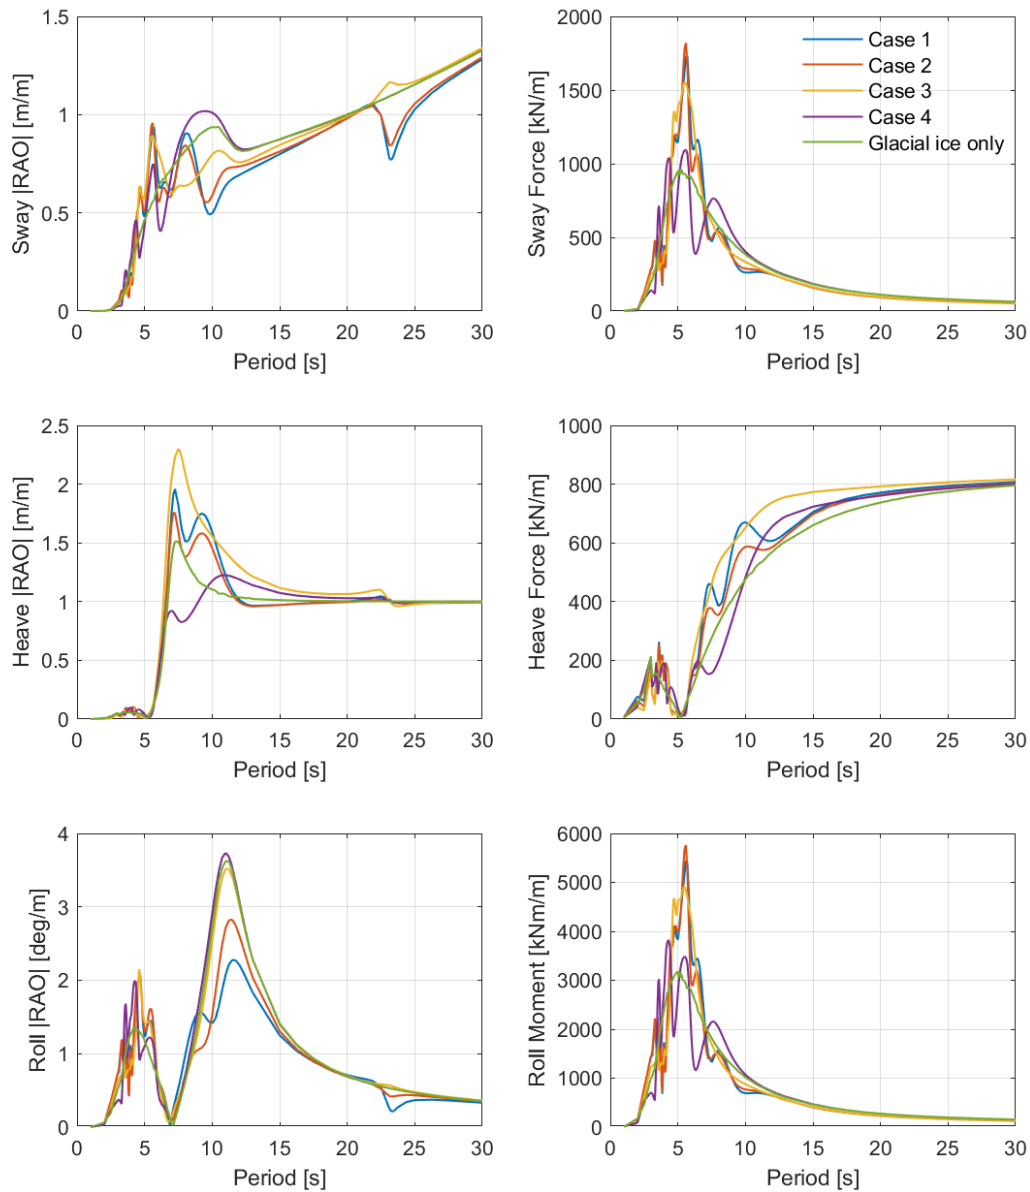 Sway |RAO| [m/m]
1.5
1
0.5
0
0 5 10 15 20 25 30
Period [s]
Sway Force [kN/m]
2000
1500
1000
500
0
0 5 10 15 20 25 30
Period [s]
Case 1
Case 2
Case 3
Case 4
Glacial ice only
Heave |RAO| [m/m]
2.5
2
1.5
1
0.5
0
0 5 10 15 20 25 30
Period [s]
Heave Force [kN/m]
1000
800
600
400
200
0
0 5 10 15 20 25 30
Period [s]
Roll |RAO| [deg/m]
4
3
2
1
0
0 5 10 15 20 25 30
Period [s]
Roll Moment [kNm/m]
6000
5000
4000
3000
2000
1000
0
0 5 10 15 20 25 30
Period [s]